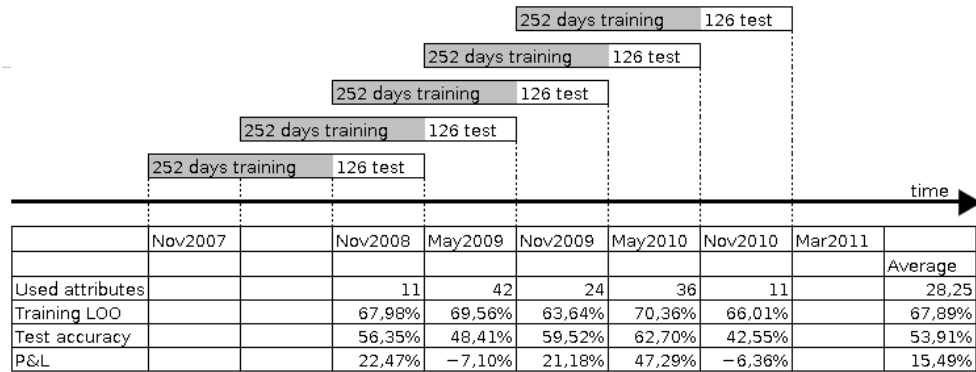 252 days training 126 test
252 days training 126 test
252 days training 126 test
252 days training 126 test
252 days training 126 test
time
Nov2007 Nov2008 May2009 Nov2009 May2010 Nov2010 Mar2011
Average
Used attributes 11 42 24 36 11 28,25
Training LOO 67,98% 69,56% 63,64% 70,36% 66,01% 67,89%
Test accuracy 56,35% 48,41% 59,52% 62,70% 42,55% 53,91%
P&L 22,47% −7,10% 21,18% 47,29% −6,36% 15,49%